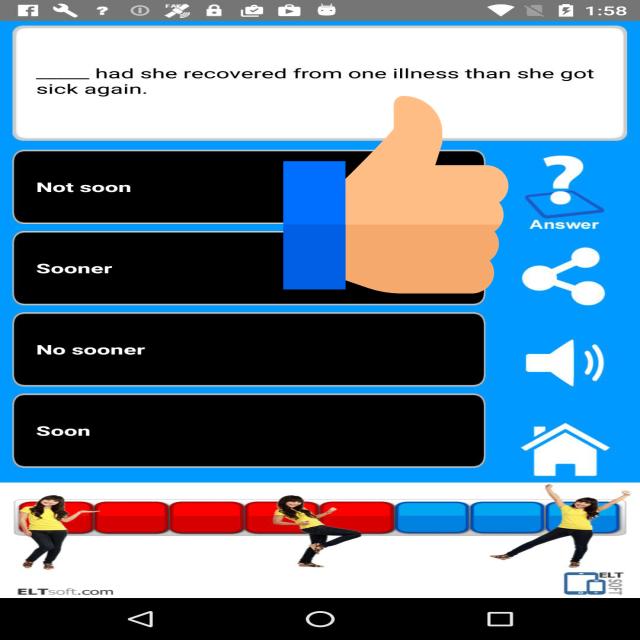 1:58
_____ had she recovered from one illness than she got
sick again.
Not soon
Answer
Sooner
No sooner
Soon
ELTsoft.com
ELT
SOFT